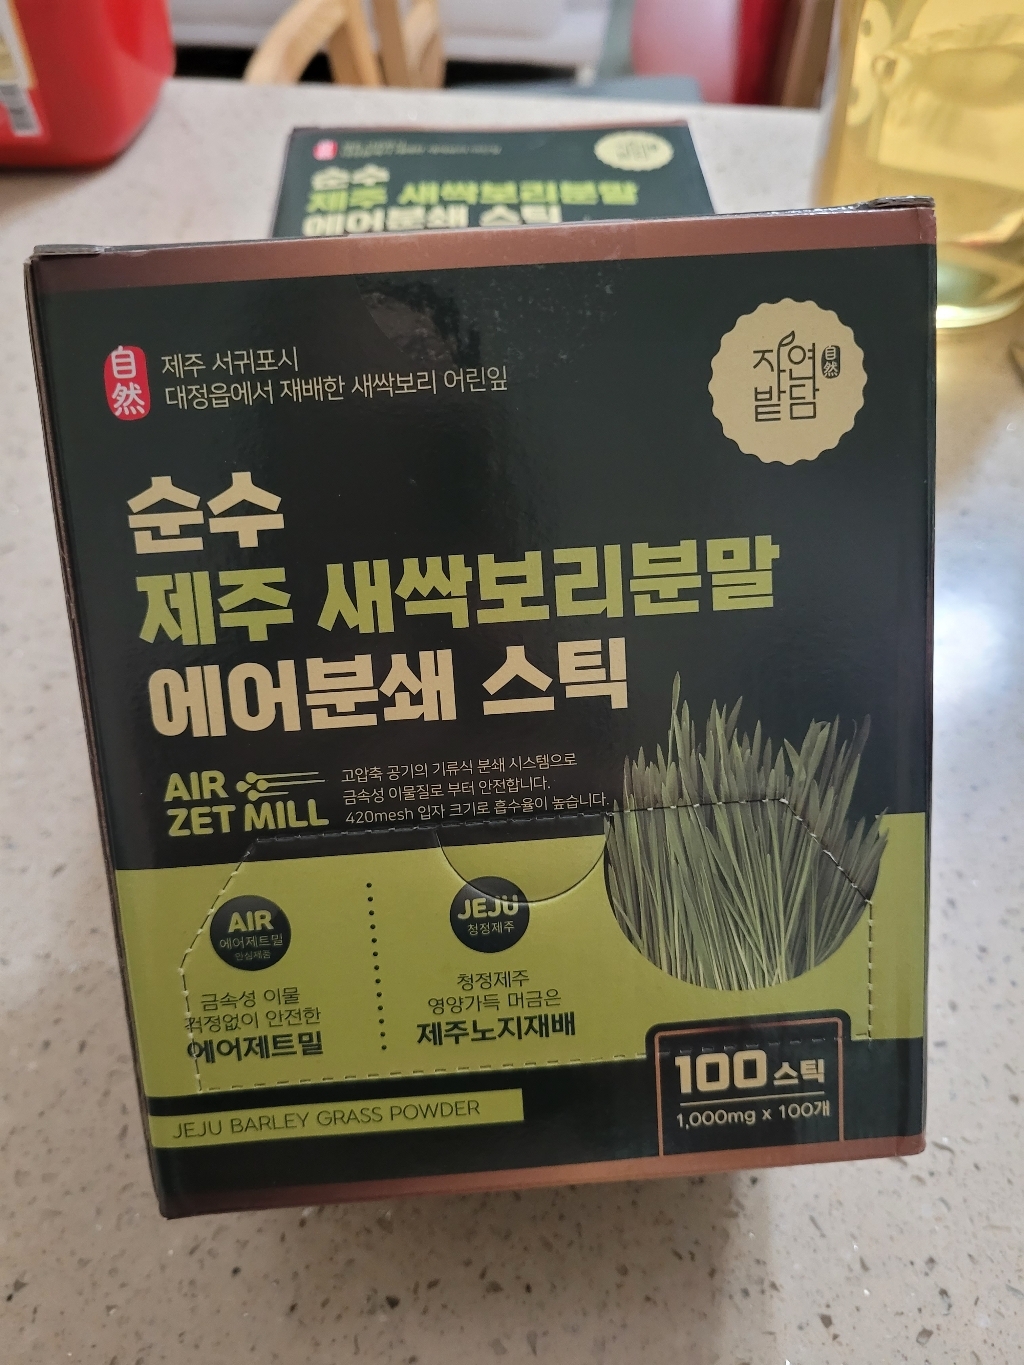 순수
제주 새싹보리분말
에어분쇄 스틱
自然
제주 서귀포시
대정읍에서 재배한 새싹보리 어린잎
자연
밭담
自然
순수
제주 새싹보리분말
에어분쇄 스틱
AIR
ZET MILL
고압축 공기의 기류식 분쇄 시스템으로
금속성 이물질로 부터 안전합니다.
420mesh 입자 크기로 흡수율이 높습니다.
AIR
에어제트밀
안심제품
금속성 이물
걱정없이 안전한
에어제트밀
JEJU
청정제주
청정제주
영양가득 머금은
제주노지재배
100스틱
1,000mg x 100개
JEJU BARLEY GRASS POWDER